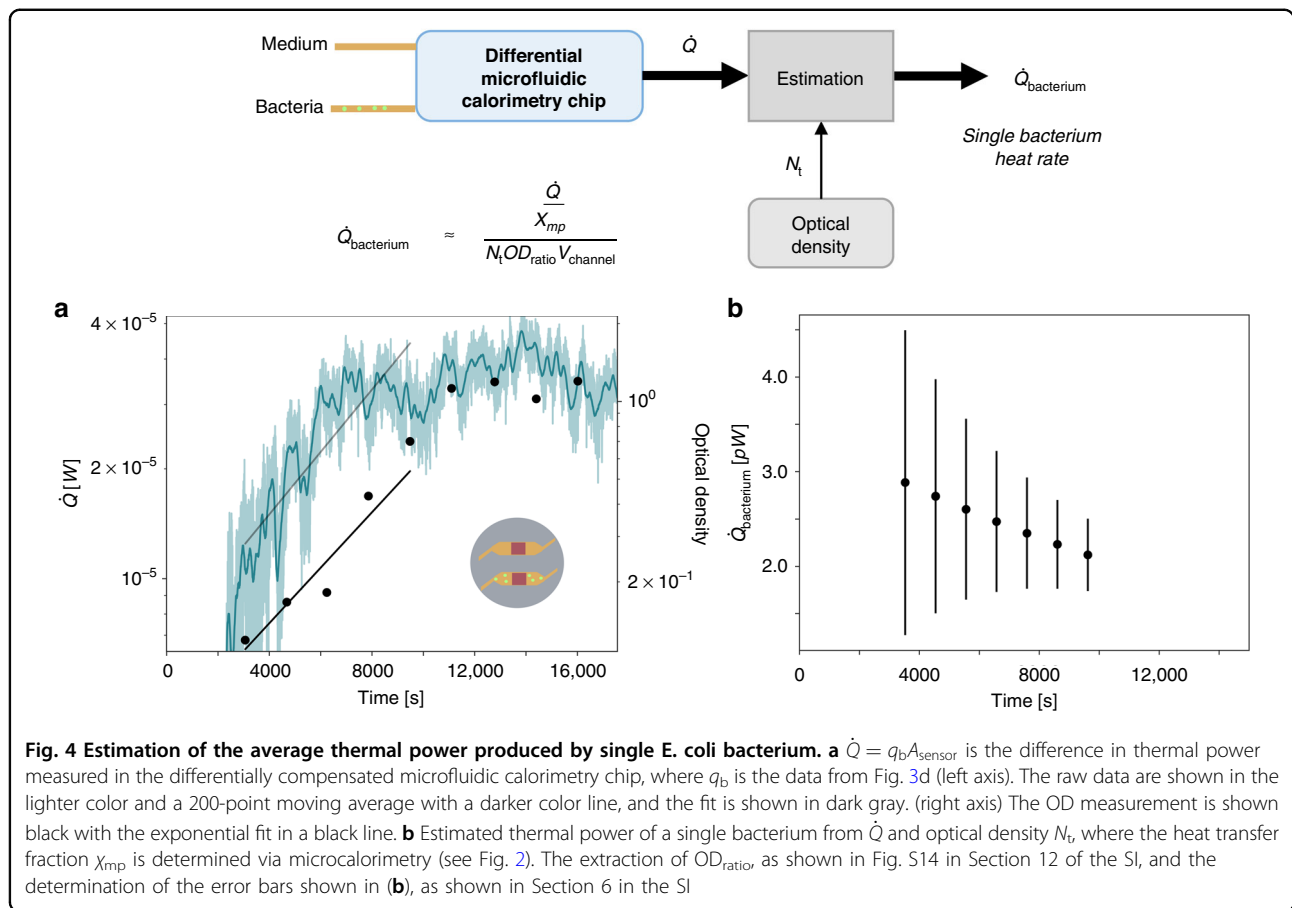 Medium
Bacteria
Differential
microfluidic
calorimetry chip
Q̇
Estimation
Q̇bacterium
Single bacterium
heat rate
Nt
Optical
density
Q̇bacterium ≈ Q̇ / Xmp / NtODratioVchannel
a
4 × 10⁻⁵
2 × 10⁻⁵
10⁻⁵
Q̇ [W]
10⁰
2 × 10⁻¹
Optical density
0 4000 8000 12,000 16,000
Time [s]
b
4.0
3.0
2.0
Q̇bacterium [pW]
0 4000 8000 12,000
Time [s]
Fig. 4 Estimation of the average thermal power produced by single E. coli bacterium. a Q̇ = qbAsensor is the difference in thermal power
measured in the differentially compensated microfluidic calorimetry chip, where qb is the data from Fig. 3d (left axis). The raw data are shown in the
lighter color and a 200-point moving average with a darker color line, and the fit is shown in dark gray. (right axis) The OD measurement is shown
black with the exponential fit in a black line. b Estimated thermal power of a single bacterium from Q̇ and optical density Nt, where the heat transfer
fraction χmp is determined via microcalorimetry (see Fig. 2). The extraction of ODratio, as shown in Fig. S14 in Section 12 of the SI, and the
determination of the error bars shown in (b), as shown in Section 6 in the SI